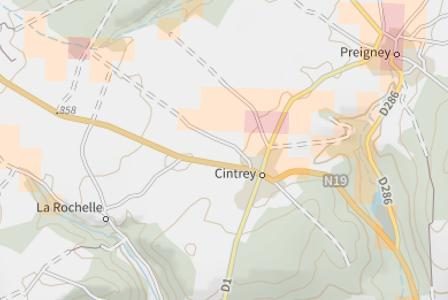 Preigney
D286
.358
Cintrey
N19
D286
La Rochelle
D1